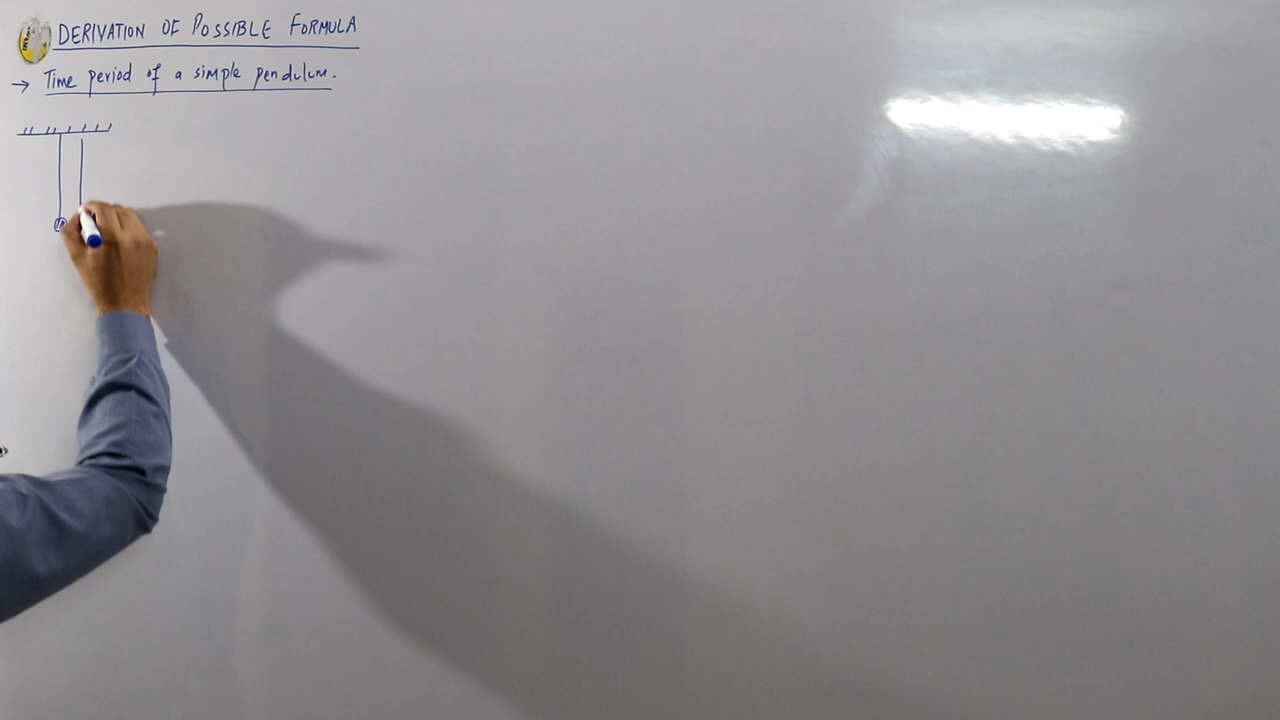 DERIVATION OF POSSIBLE FORMULA
→ Time period of a simple pendulum.